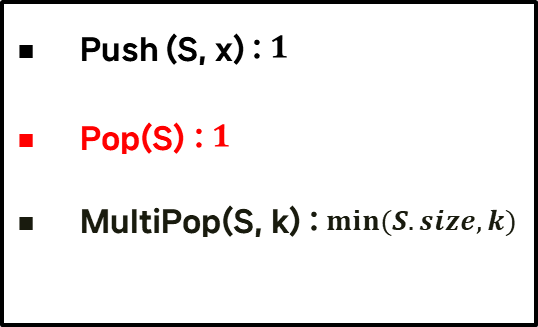 ▪ Push (S, x) : 1
▪ Pop(S) : 1
▪ MultiPop(S, k) : min(S.size, k)